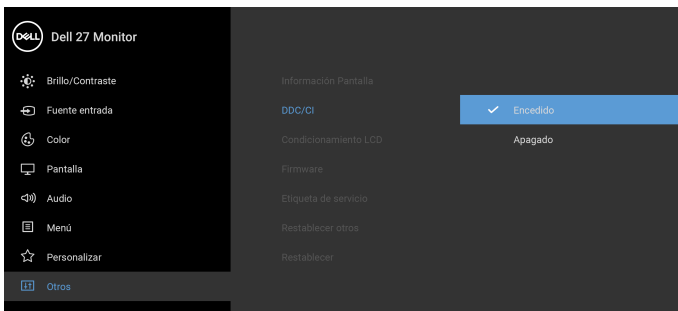 DELL Dell 27 Monitor
Brillo/Contraste
Fuente entrada
Color
Pantalla
Audio
Menú
Personalizar
Otros
Información Pantalla
DDC/CI
Condicionamiento LCD
Firmware
Etiqueta de servicio
Restablecer otros
Restablecer
Encedido
Apagado